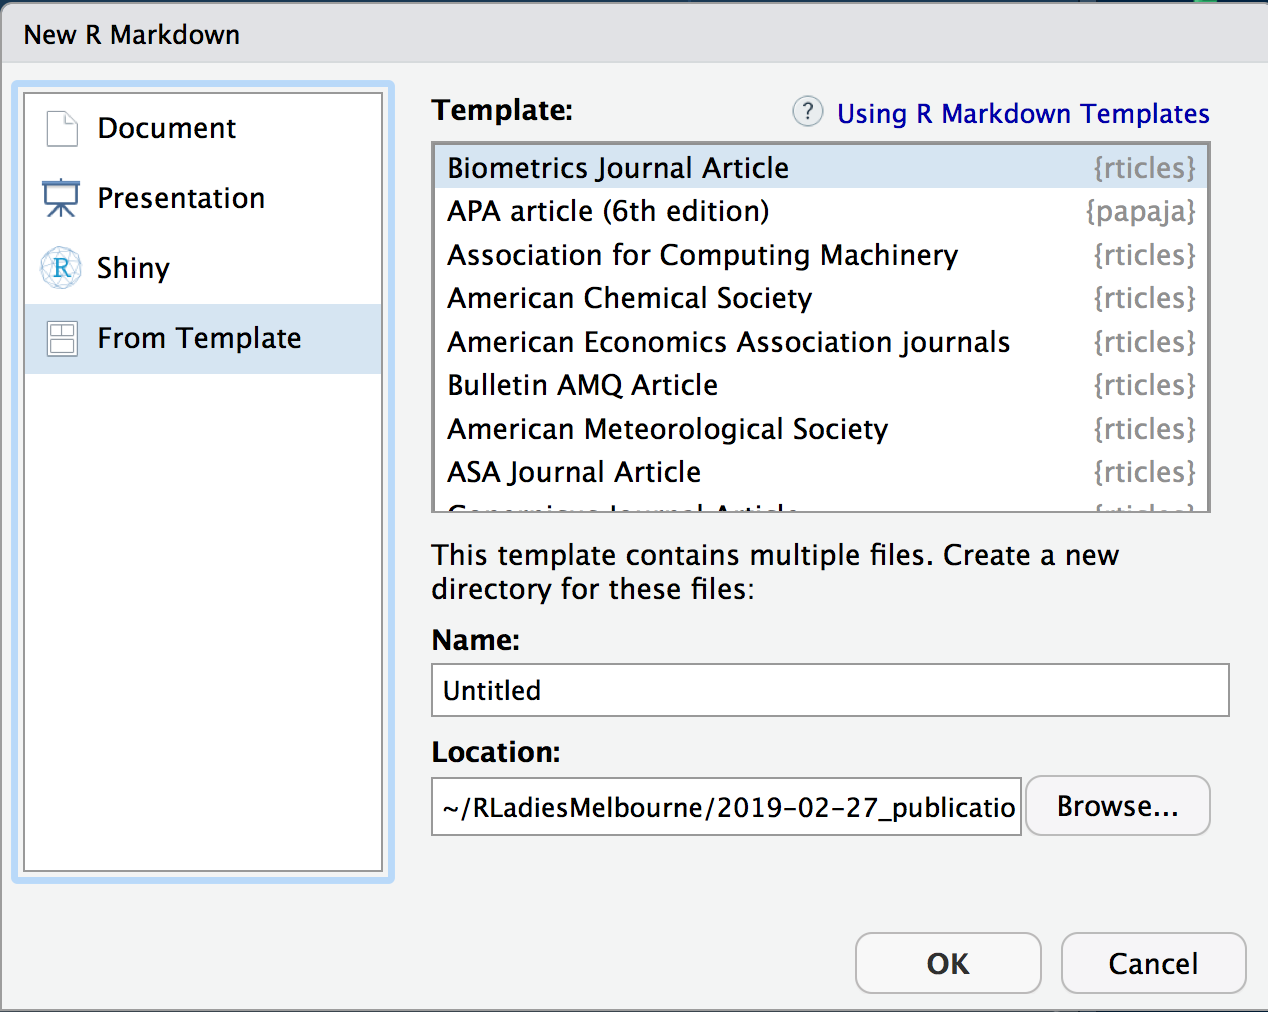 New R Markdown
Document
Presentation
Shiny
From Template
Template:
? Using R Markdown Templates
Biometrics Journal Article {rticles}
APA article (6th edition) {papaja}
Association for Computing Machinery {rticles}
American Chemical Society {rticles}
American Economics Association journals {rticles}
Bulletin AMQ Article {rticles}
American Meteorological Society {rticles}
ASA Journal Article {rticles}
This template contains multiple files. Create a new
directory for these files:
Name:
Untitled
Location:
~/RLadiesMelbourne/2019-02-27_publicatio
Browse...
OK
Cancel